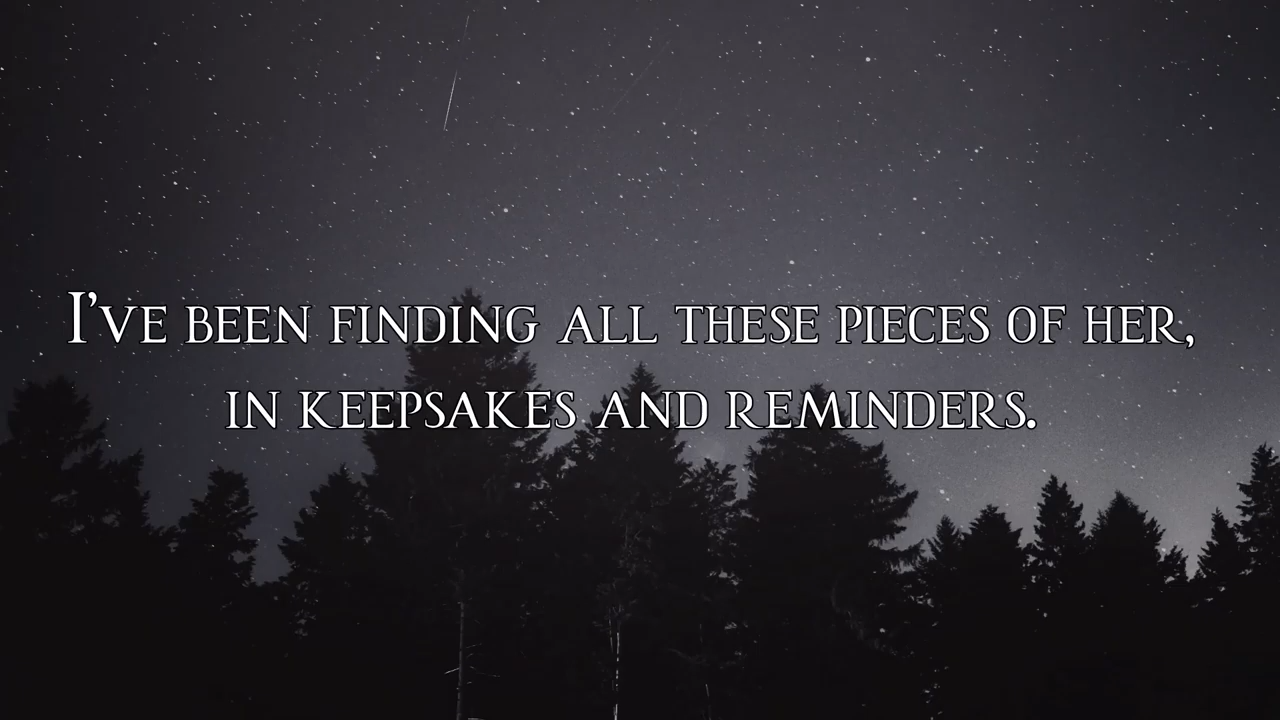 I've been finding all these pieces of her,
in keepsakes and reminders.